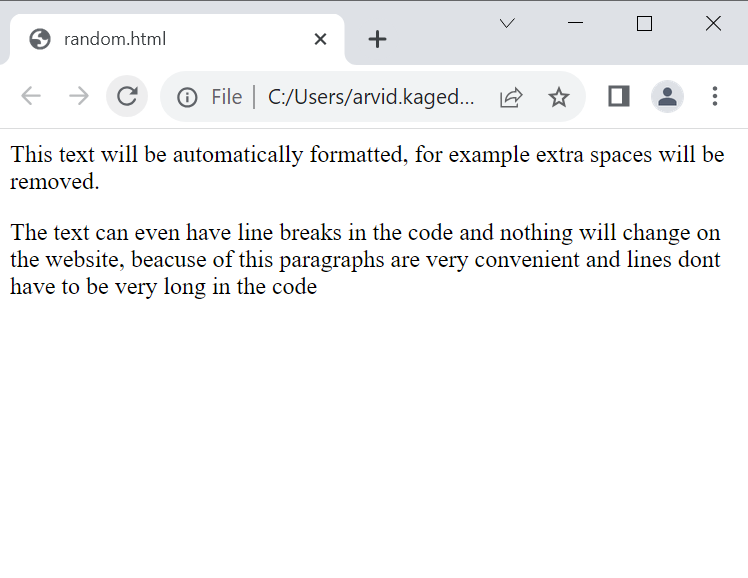 random.html
File
C:/Users/arvid.kaged...
This text will be automatically formatted, for example extra spaces will be
removed.
The text can even have line breaks in the code and nothing will change on
the website, beacuse of this paragraphs are very convenient and lines dont
have to be very long in the code